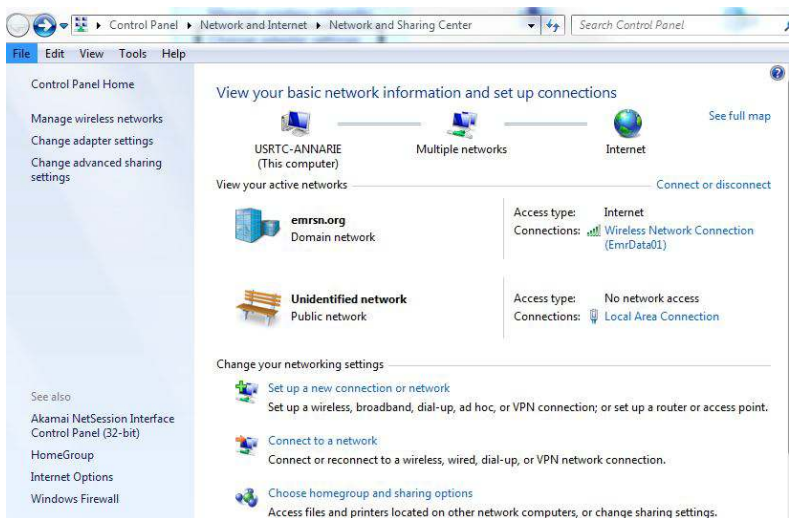 Control Panel ▸ Network and Internet ▸ Network and Sharing Center
Search Control Panel
File Edit View Tools Help
Control Panel Home
Manage wireless networks
Change adapter settings
Change advanced sharing
settings
See also
Akamai NetSession Interface
Control Panel (32-bit)
HomeGroup
Internet Options
Windows Firewall
View your basic network information and set up connections
See full map
USRTC-ANNARIE
(This computer)
Multiple networks
Internet
View your active networks
Connect or disconnect
emrsn.org
Domain network
Access type: Internet
Connections: Wireless Network Connection
(EmrData01)
Unidentified network
Public network
Access type: No network access
Connections: Local Area Connection
Change your networking settings
Set up a new connection or network
Set up a wireless, broadband, dial-up, ad hoc, or VPN connection; or set up a router or access point.
Connect to a network
Connect or reconnect to a wireless, wired, dial-up, or VPN network connection.
Choose homegroup and sharing options
Access files and printers located on other network computers, or change sharing settings.